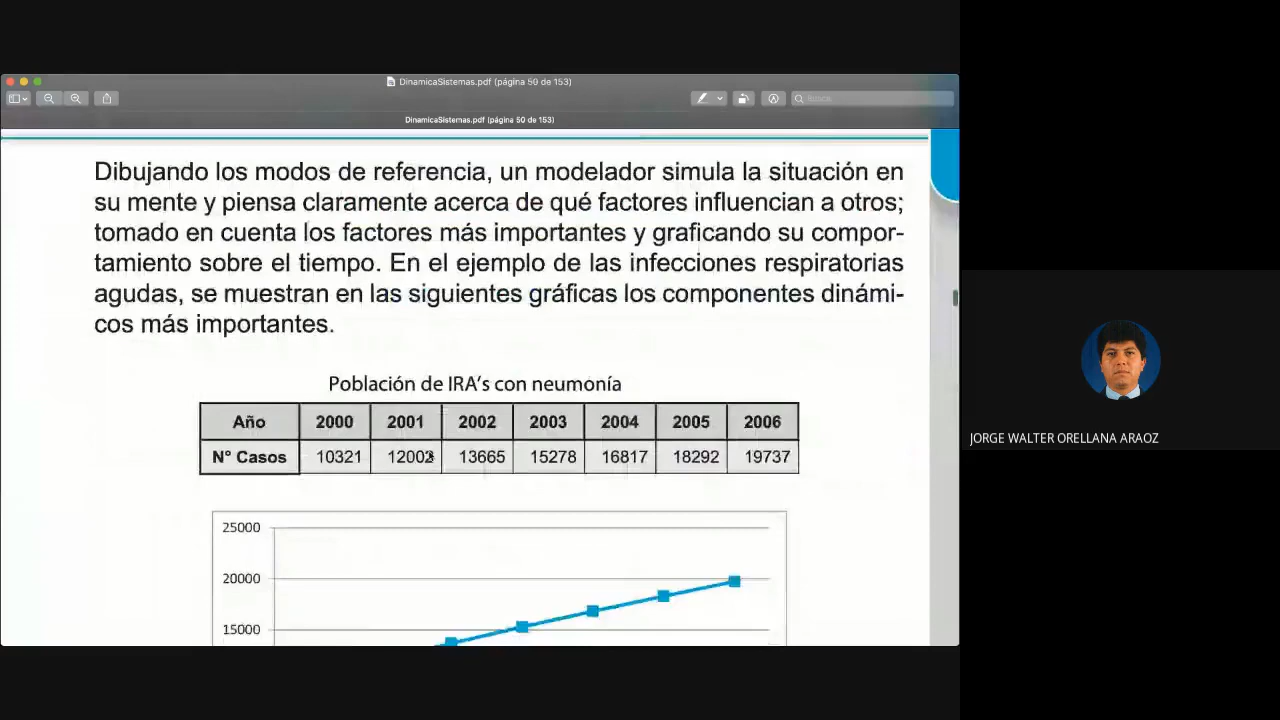 DinamicaSistemas.pdf (página 50 de 153)
DinamicaSistemas.pdf (página 50 de 153)
Dibujando los modos de referencia, un modelador simula la situación en
su mente y piensa claramente acerca de qué factores influencian a otros;
tomado en cuenta los factores más importantes y graficando su compor-
tamiento sobre el tiempo. En el ejemplo de las infecciones respiratorias
agudas, se muestran en las siguientes gráficas los componentes dinámi-
cos más importantes.
Población de IRA's con neumonía
Año 2000 2001 2002 2003 2004 2005 2006
N° Casos 10321 12002 13665 15278 16817 18292 19737
25000
20000
15000
JORGE WALTER ORELLANA ARAOZ